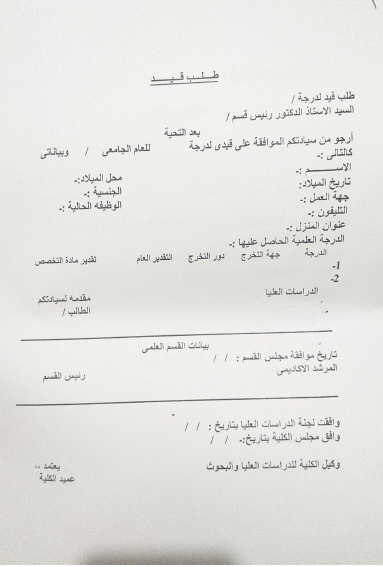 طـلـب قـيـــد
طلب قيد لدرجة /
السيد الاستاذ الدكتور رئيس قسم /
بعد التحية
أرجو من سيادتكم الموافقة على قيدى لدرجة للعام الجامعى / وبياناتى
كالتالى :-
الاســـــم :- محل الميلاد:-
تاريخ الميلاد: الجنسية :-
جهة العمل :- الوظيفه الحالية :-
التليفون :-
عنوان المنزل :-
الدرجة العلمية الحاصل عليها :-
الدرجة جهة التخرج دور التخرج التقدير العام تقدير مادة التخصص
1-
2-
الدراسات العليا مقدمه لسيادتكم
الطالب /
بيانات القسم العلمى
تاريخ موافقة مجلس القسم : / /
المرشد الاكاديمى رئيس القسم
وافقت لجنة الدراسات العليا بتاريخ : / /
وافق مجلس الكلية بتاريخ:- / /
وكيل الكلية للدراسات العليا والبحوث يعتمد ،،
عميد الكلية